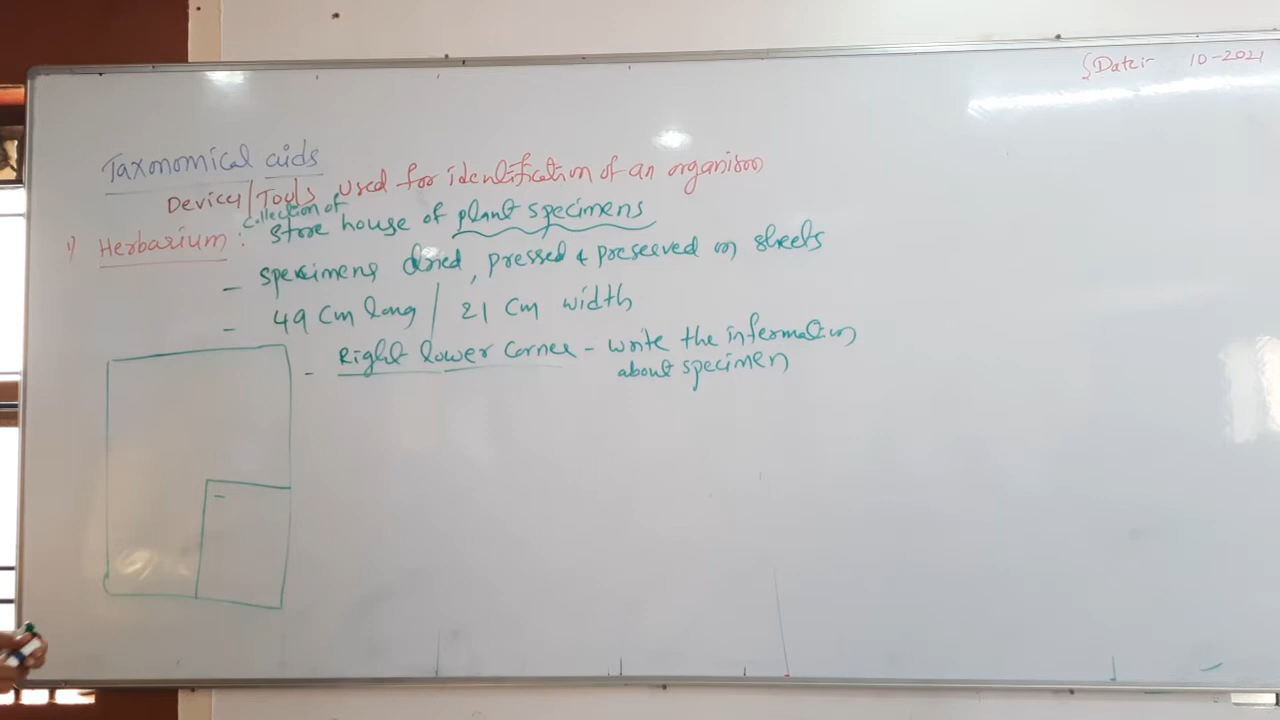 Date:- 10-2021
Taxonomical aids
Devices/Tools used for identification of an organism
collection of
1) Herbarium : store house of plant specimens
- specimens dried, pressed & preserved on sheets
- 49 cm long / 21 cm width
- Right lower corner - write the information
about specimen